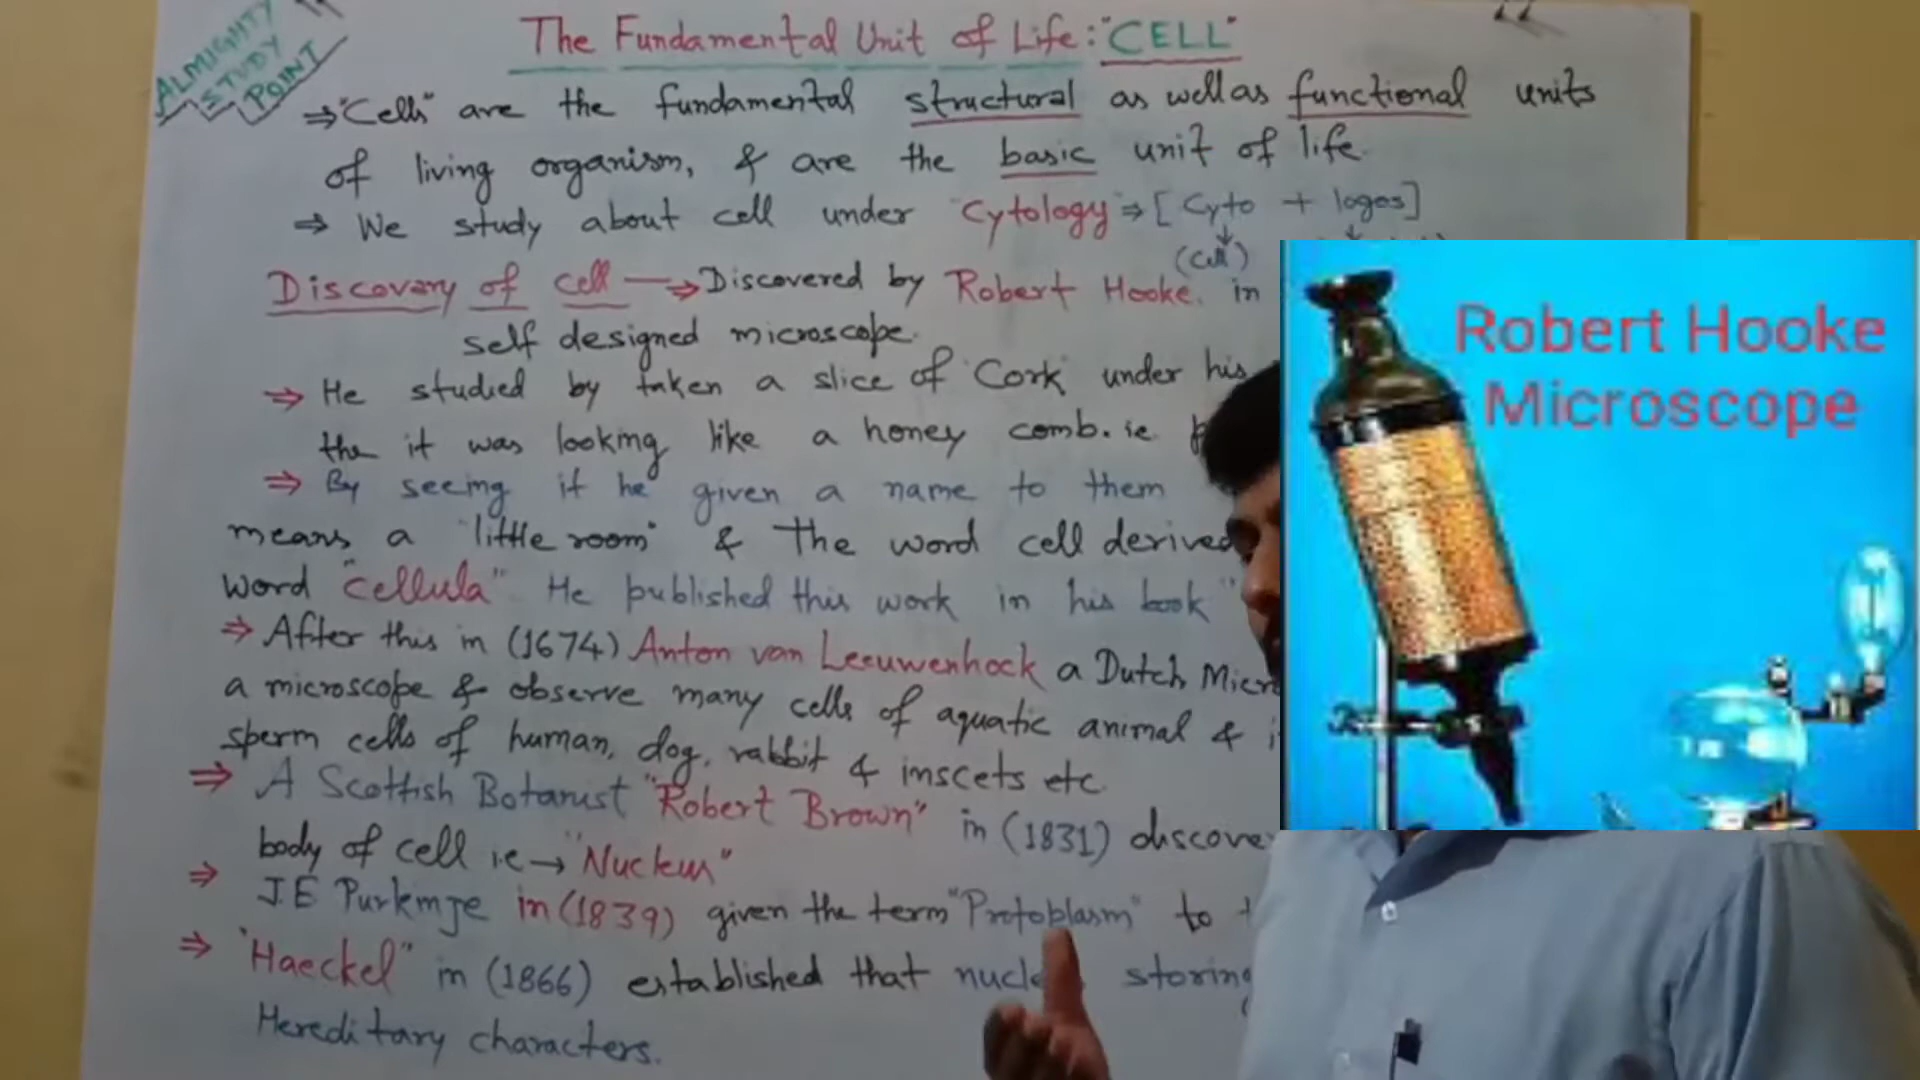 ALMIGHTY
STUDY
POINT
The Fundamental Unit of Life: "CELL"
⇒ "Cells" are the fundamental structural as well as functional units
of living organism, & are the basic unit of life.
⇒ We study about cell under Cytology ⇒ [Cyto + logos]
(Cell)
Discovery of cell → Discovered by Robert Hooke. in
self designed microscope.
⇒ He studied by taken a slice of 'Cork' under his
the it was looking like a honey comb. ie.
⇒ By seeing it he given a name to them
means a "little room" & the word cell derived
word "cellula". He published this work in his book "
⇒ After this in (1674) Anton van Leeuwenhock a Dutch
a microscope & observe many cells of aquatic animal &
sperm cells of human, dog, rabbit & inscets etc.
⇒ A Scottish Botanist "Robert Brown" in (1831)
body of cell i.e → "Nucleus"
⇒ J.E Purkinje in (1839) given the term "Protoplasm" to
⇒ "Haeckel" in (1866) established that storing
Hereditary characters.
Robert Hooke
Microscope